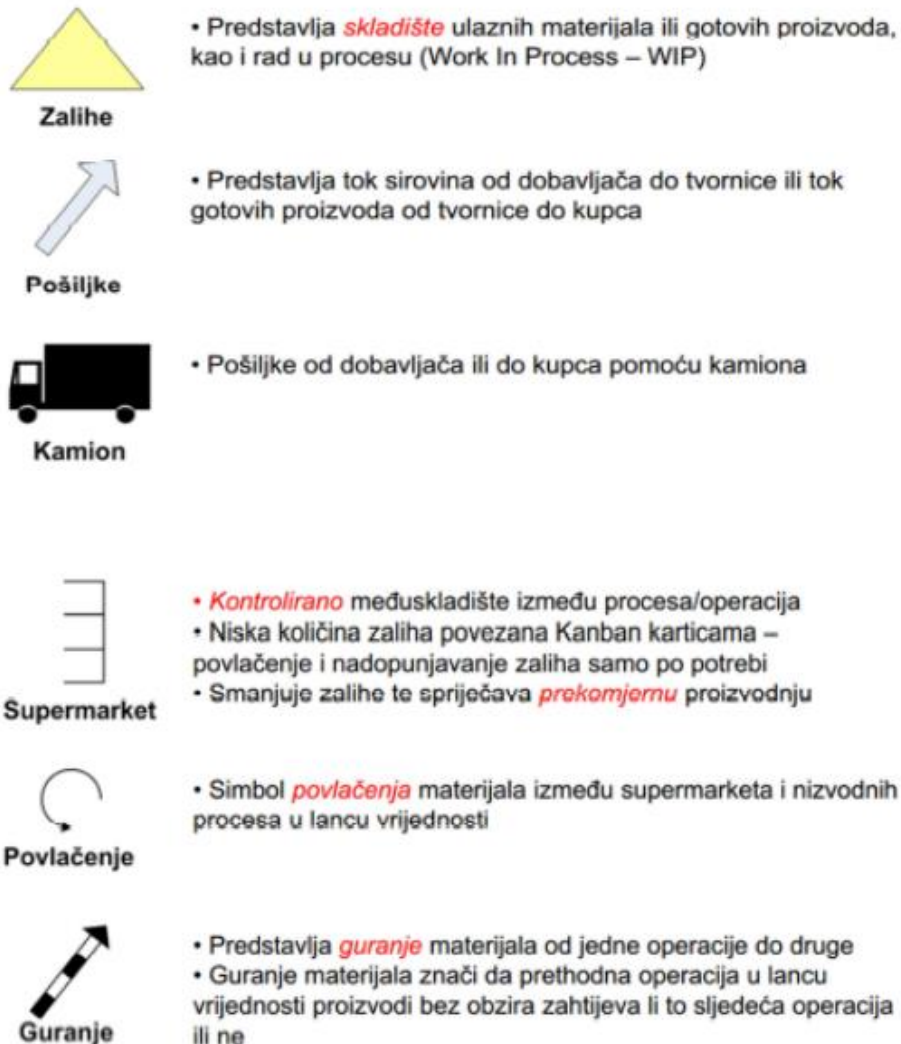 • Predstavlja skladište ulaznih materijala ili gotovih proizvoda,
kao i rad u procesu (Work In Process – WIP)
Zalihe
• Predstavlja tok sirovina od dobavljača do tvornice ili tok
gotovih proizvoda od tvornice do kupca
Pošiljke
• Pošiljke od dobavljača ili do kupca pomoću kamiona
Kamion
• Kontrolirano međuskladište između procesa/operacija
• Niska količina zaliha povezana Kanban karticama –
povlačenje i nadopunjavanje zaliha samo po potrebi
• Smanjuje zalihe te spriječava prekomjernu proizvodnju
Supermarket
• Simbol povlačenja materijala između supermarketa i nizvodnih
procesa u lancu vrijednosti
Povlačenje
• Predstavlja guranje materijala od jedne operacije do druge
• Guranje materijala znači da prethodna operacija u lancu
vrijednosti proizvodi bez obzira zahtijeva li to sljedeća operacija
ili ne
Guranje